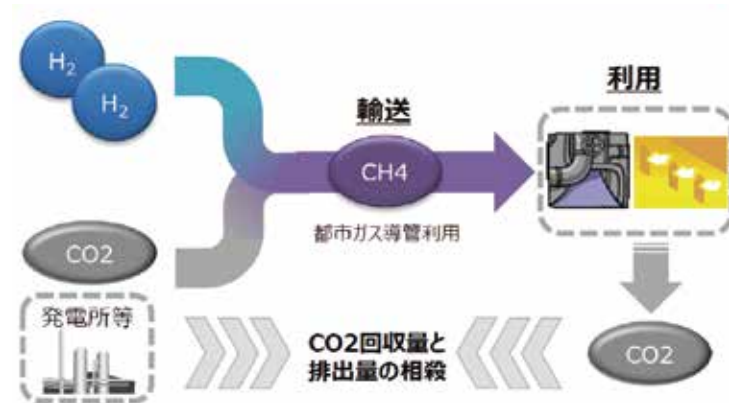 H2
H2
輸送
利用
CH4
都市ガス導管利用
CO2
発電所等
CO2回収量と
排出量の相殺
CO2